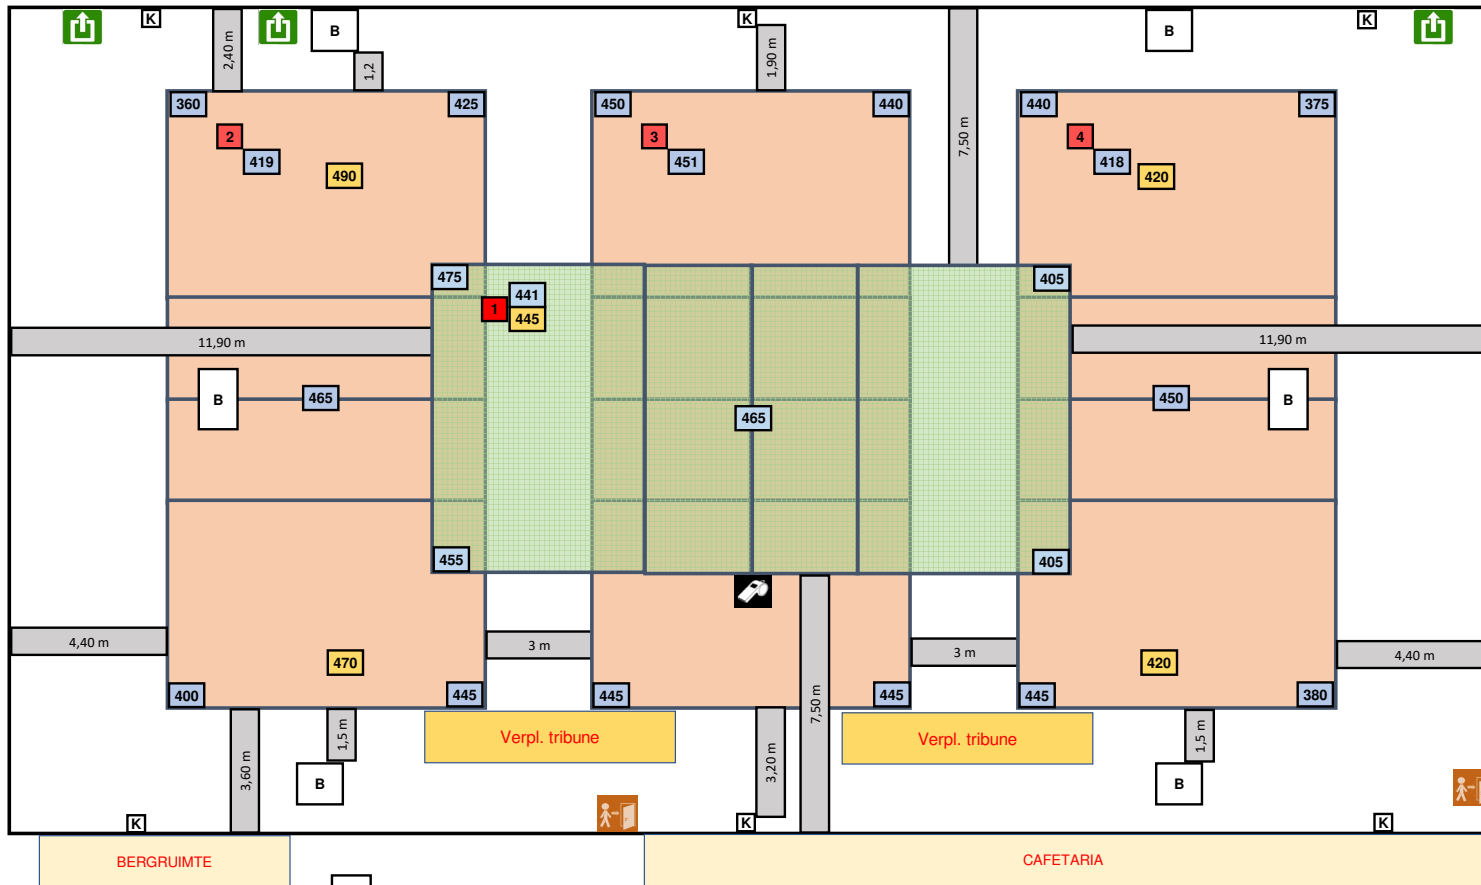 K
B
K
B
K
2,40 m
1,2
1,90 m
7,50 m
360
425
450
440
440
375
2
419
490
3
451
4
418
420
475
441
1
445
405
11,90 m
11,90 m
B
465
465
450
B
455
405
4,40 m
3 m
3 m
4,40 m
470
420
400
445
445
445
445
380
7,50 m
1,5 m
Verpl. tribune
Verpl. tribune
1,5 m
3,60 m
3,20 m
B
B
K
K
K
BERGRUIMTE
CAFETARIA